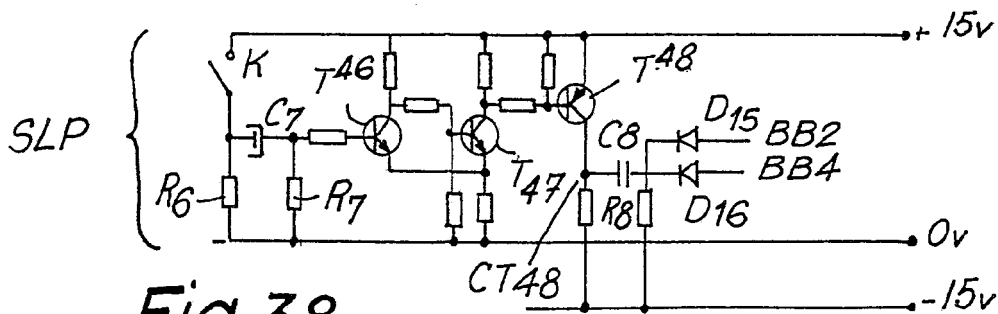 + 15v
K
T46
T48
C7
SLP
D15
C8
BB2
BB4
T47
R6
R7
R8
D16
-
0v
CT48
-15v
Fig.38